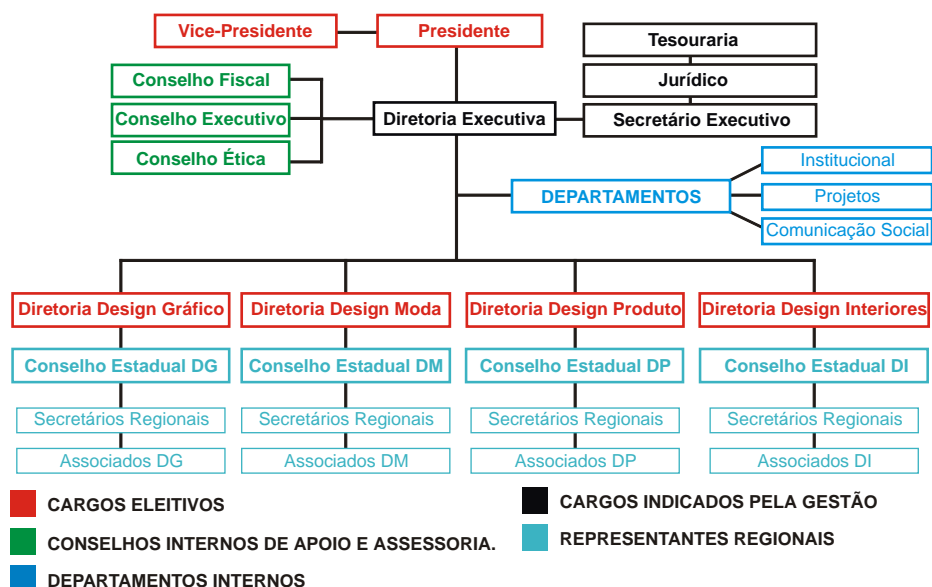 Vice-Presidente
Presidente
Tesouraria
Jurídico
Secretário Executivo
Conselho Fiscal
Conselho Executivo
Conselho Ética
Diretoria Executiva
DEPARTAMENTOS
Institucional
Projetos
Comunicação Social
Diretoria Design Gráfico
Diretoria Design Moda
Diretoria Design Produto
Diretoria Design Interiores
Conselho Estadual DG
Conselho Estadual DM
Conselho Estadual DP
Conselho Estadual DI
Secretários Regionais
Secretários Regionais
Secretários Regionais
Secretários Regionais
Associados DG
Associados DM
Associados DP
Associados DI
CARGOS ELEITIVOS
CONSELHOS INTERNOS DE APOIO E ASSESSORIA.
DEPARTAMENTOS INTERNOS
CARGOS INDICADOS PELA GESTÃO
REPRESENTANTES REGIONAIS